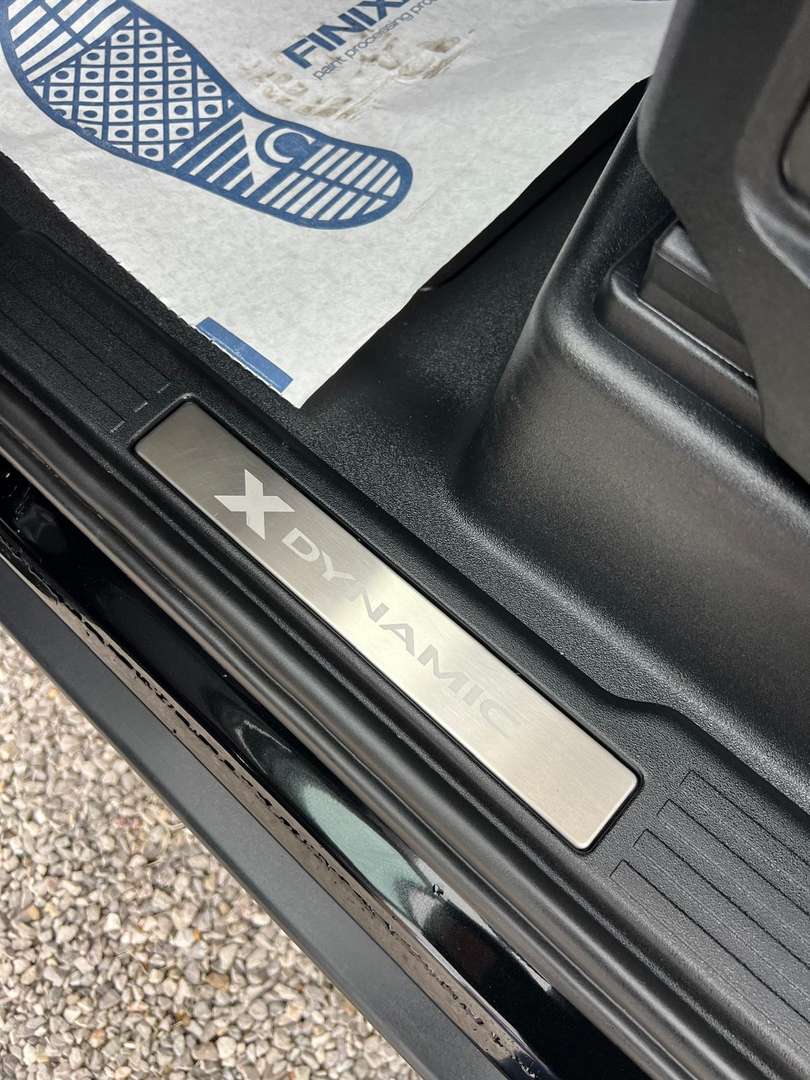 FINIX
paint processing pro
X DYNAMIC